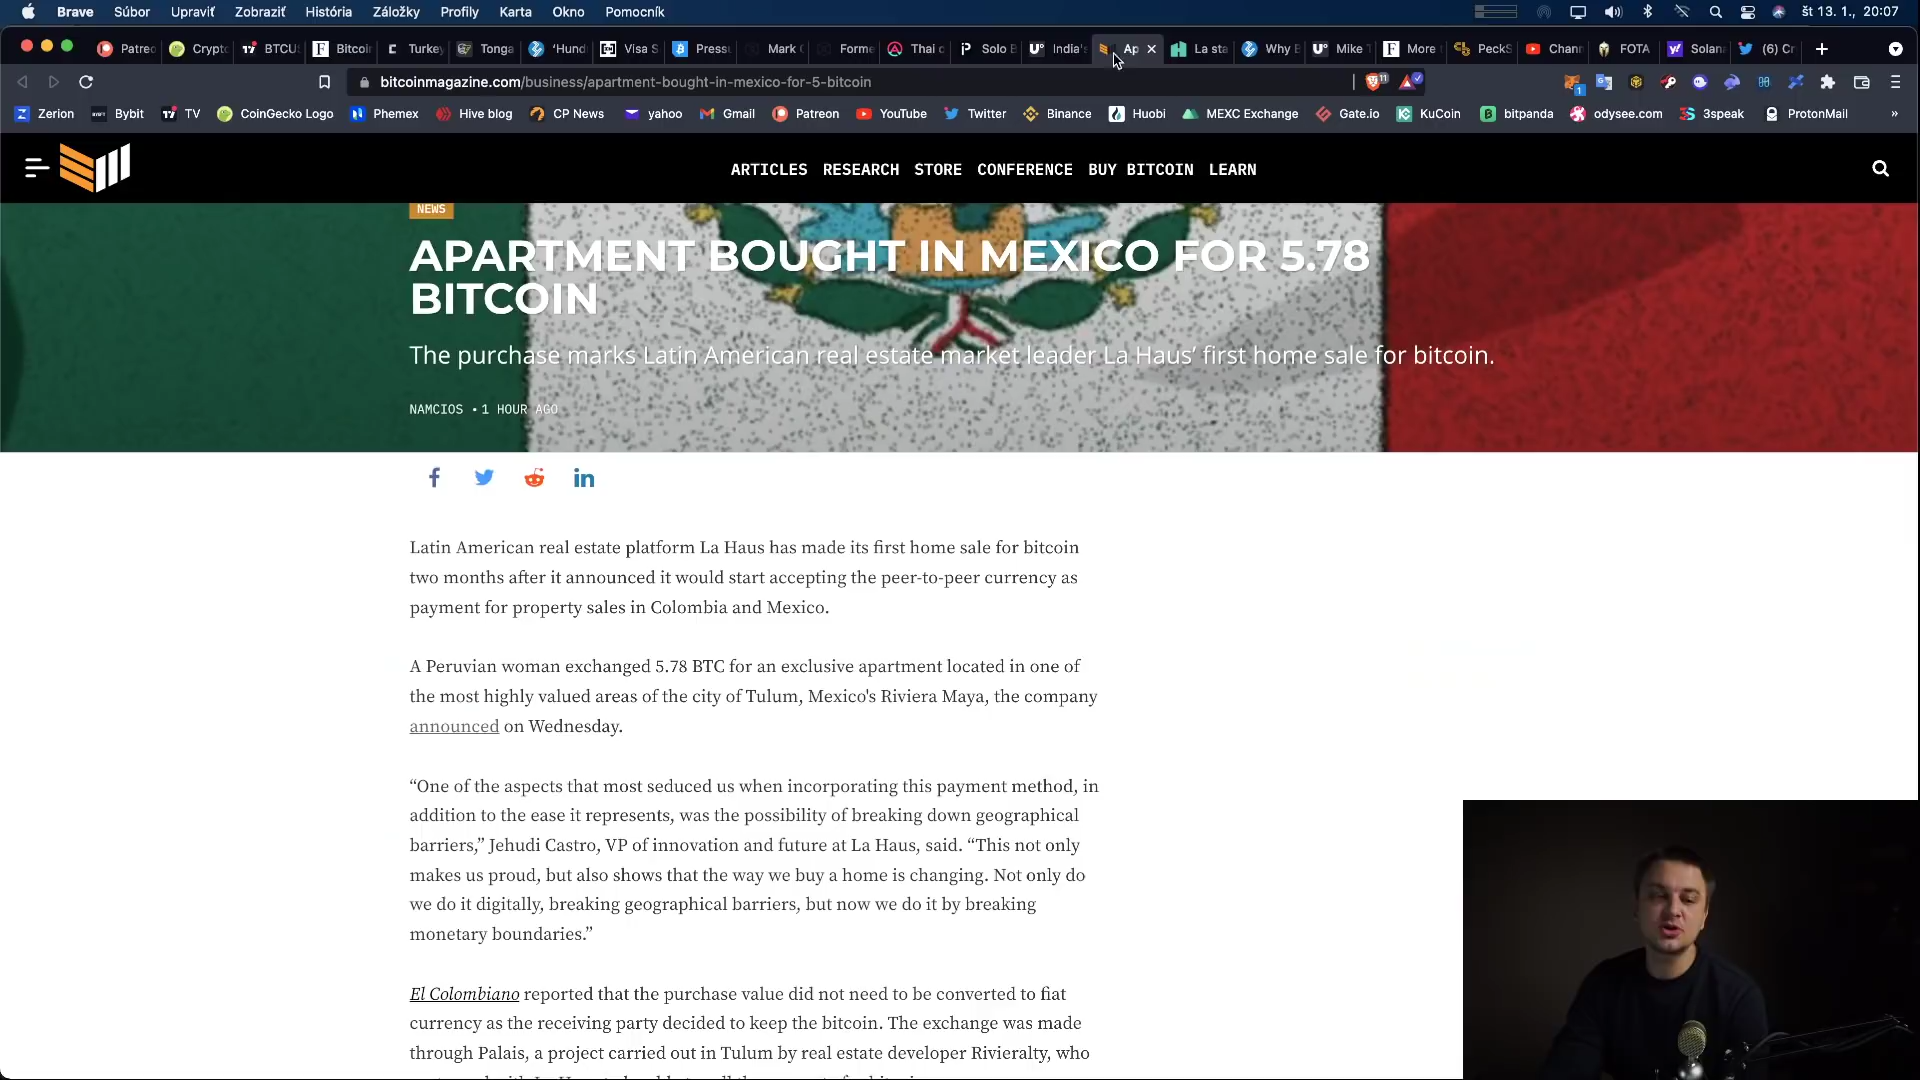 Brave Súbor Upraviť Zobraziť História Záložky Profily Karta Okno Pomocník št 13. 1., 20:07
Patreo Crypto BTCU Bitcoi Turkey Tonga 'Hund Visa S Press Mark Forme Thai c Solo B India's Ap La sta Why B Mike T More PeckS Chann FOTA Solan (6) Cr
bitcoinmagazine.com/business/apartment-bought-in-mexico-for-5-bitcoin 11 1
Zerion Bybit TV CoinGecko Logo Phemex Hive blog CP News yahoo Gmail Patreon YouTube Twitter Binance Huobi MEXC Exchange Gate.io KuCoin bitpanda odysee.com 3speak ProtonMail »
ARTICLES RESEARCH STORE CONFERENCE BUY BITCOIN LEARN
NEWS
APARTMENT BOUGHT IN MEXICO FOR 5.78
BITCOIN
The purchase marks Latin American real estate market leader La Haus’ first home sale for bitcoin.
NAMCIOS • 1 HOUR AGO
Latin American real estate platform La Haus has made its first home sale for bitcoin
two months after it announced it would start accepting the peer-to-peer currency as
payment for property sales in Colombia and Mexico.
A Peruvian woman exchanged 5.78 BTC for an exclusive apartment located in one of
the most highly valued areas of the city of Tulum, Mexico's Riviera Maya, the company
announced on Wednesday.
“One of the aspects that most seduced us when incorporating this payment method, in
addition to the ease it represents, was the possibility of breaking down geographical
barriers,” Jehudi Castro, VP of innovation and future at La Haus, said. “This not only
makes us proud, but also shows that the way we buy a home is changing. Not only do
we do it digitally, breaking geographical barriers, but now we do it by breaking
monetary boundaries.”
El Colombiano reported that the purchase value did not need to be converted to fiat
currency as the receiving party decided to keep the bitcoin. The exchange was made
through Palais, a project carried out in Tulum by real estate developer Rivieralty, who